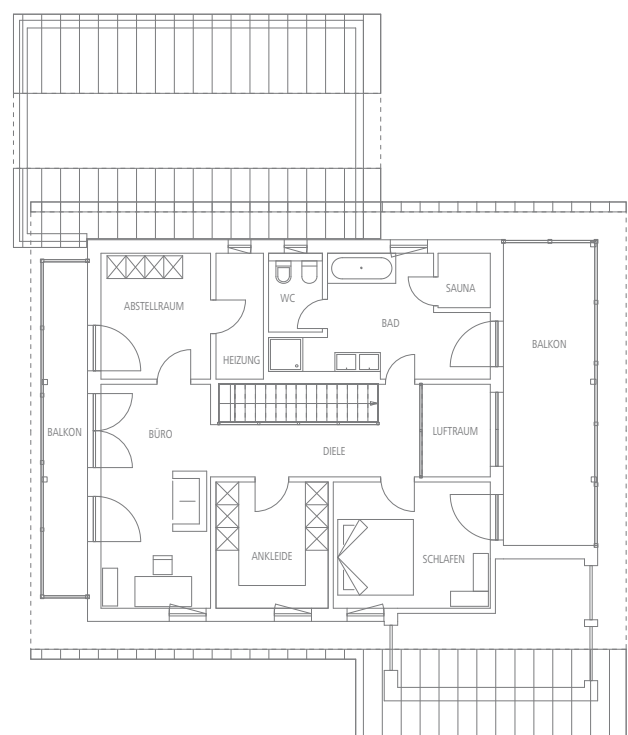 ABSTELLRAUM
HEIZUNG
WC
BAD
SAUNA
BALKON
BALKON
BÜRO
DIELE
LUFTRAUM
ANKLEIDE
SCHLAFEN